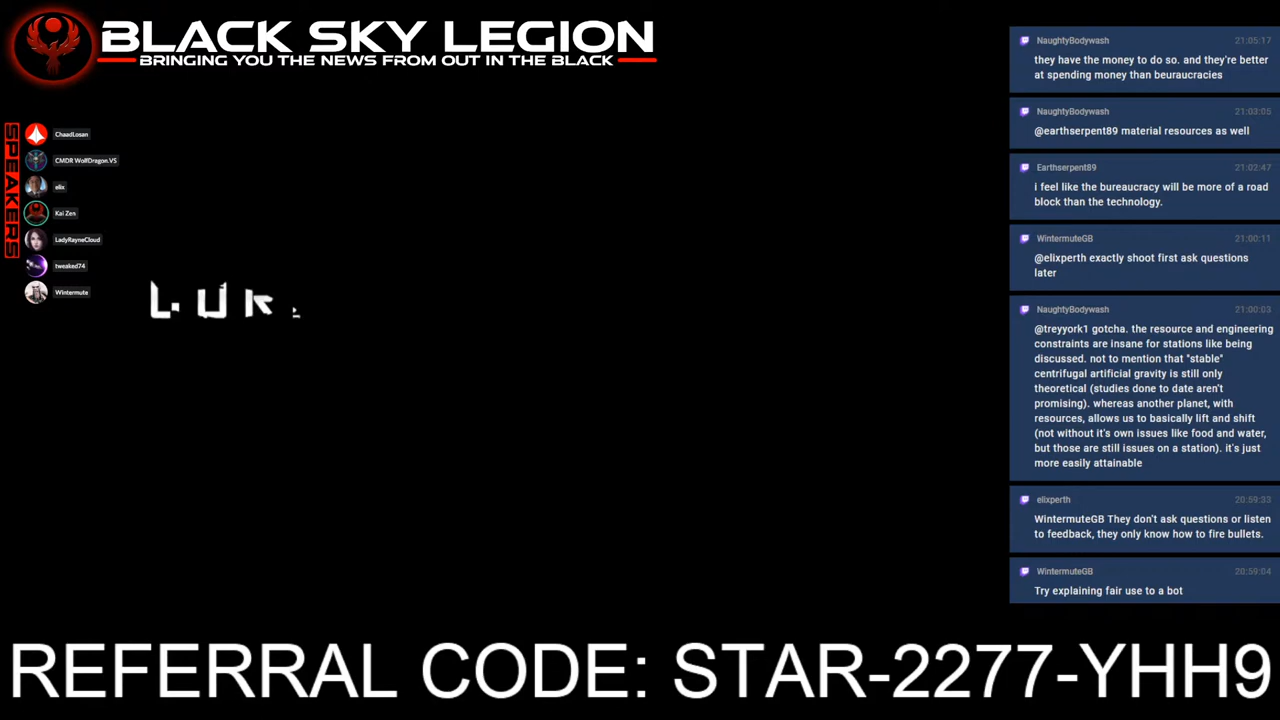 BLACK SKY LEGION
BRINGING YOU THE NEWS FROM OUT IN THE BLACK
SPEAKERS
ChaadLosan
CMDR WolfDragon.VS
elix
Kai Zen
LadyRayneCloud
tweaked74
Wintermute
NaughtyBodywash 21:05:17
they have the money to do so. and they're better
at spending money than beuraucracies
NaughtyBodywash 21:03:05
@earthserpent89 material resources as well
Earthserpent89 21:02:47
i feel like the bureaucracy will be more of a road
block than the technology.
WintermuteGB 21:00:11
@elixperth exactly shoot first ask questions
later
NaughtyBodywash 21:00:03
@treyyork1 gotcha. the resource and engineering
constraints are insane for stations like being
discussed. not to mention that "stable"
centrifugal artificial gravity is still only
theoretical (studies done to date aren't
promising). whereas another planet, with
resources, allows us to basically lift and shift
(not without it's own issues like food and water,
but those are still issues on a station). it's just
more easily attainable
elixperth 20:59:33
WintermuteGB They don't ask questions or listen
to feedback, they only know how to fire bullets.
WintermuteGB 20:59:04
Try explaining fair use to a bot
REFERRAL CODE: STAR-2277-YHH9